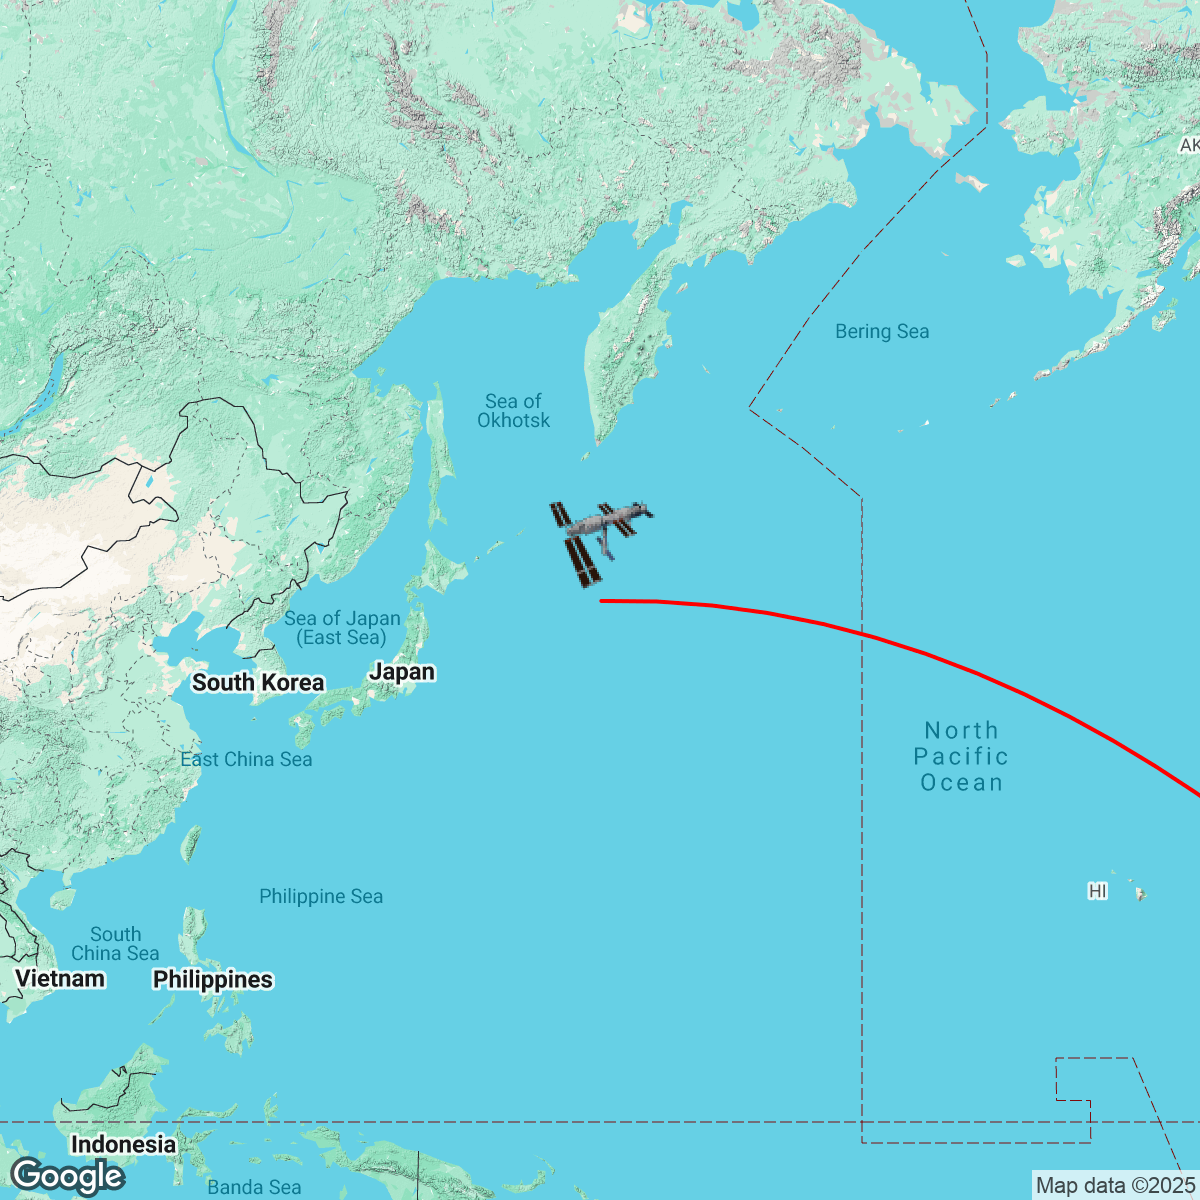 AK
Bering Sea
Sea of
Okhotsk
Sea of Japan
(East Sea)
Japan
South Korea
North
Pacific
Ocean
East China Sea
HI
Philippine Sea
South
China Sea
Vietnam
Philippines
Indonesia
Banda Sea
Google
Map data ©2025